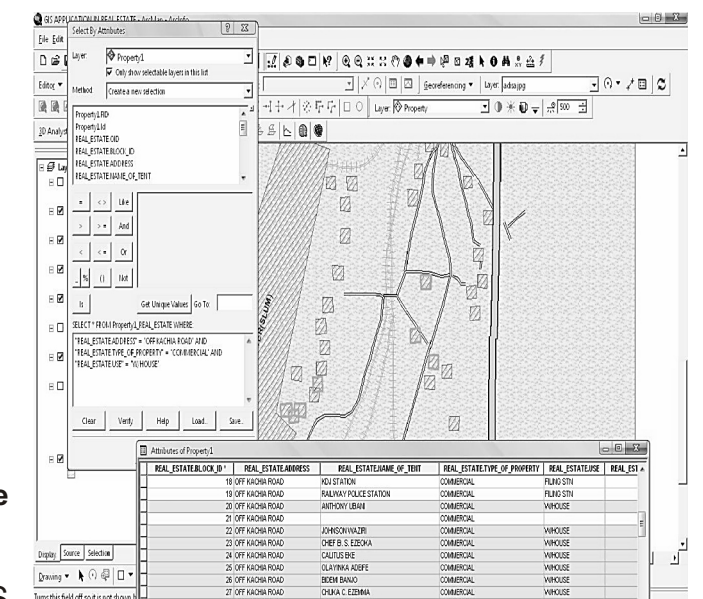 GIS APPLICATION IN REAL ESTATE - ArcMap - ArcInfo
File Edit
Select By Attributes
Layer: Property1
Only show selectable layers in this list
Method Create a new selection
Property1.FID
Property1.Id
REAL_ESTATE.OID
REAL_ESTATE.BLOCK_ID
REAL_ESTATE.ADDRESS
REAL_ESTATE.NAME_OF_TENT
= < > Like
> > = And
< < = Or
_ % () Not
Is Get Unique Values Go To:
SELECT * FROM Property1_REAL_ESTATE WHERE:
"REAL_ESTATE.ADDRESS" = 'OFF KACHIA ROAD' AND
"REAL_ESTATE.TYPE_OF_PROPERTY" = 'COMMERCIAL' AND
"REAL_ESTATE.USE" = 'W/HOUSE'
Clear Verify Help Load... Save...
Editor
Georeferencing Layer: adsa.jpg
Layer: Property 500
3D Analyst
Lay
R(SLUM)
Attributes of Property1
REAL_ESTATE.BLOCK_ID * REAL_ESTATE.ADDRESS REAL_ESTATE.NAME_OF_TENT REAL_ESTATE.TYPE_OF_PROPERTY REAL_ESTATE.USE REAL_EST
18 OFF KACHIA ROAD KDJ STATION COMMERCIAL FILING STN
19 OFF KACHIA ROAD RAILWAY POLICE STATION COMMERCIAL FILING STN
20 OFF KACHIA ROAD ANTHONY UBANI COMMERCIAL W/HOUSE
21 OFF KACHIA ROAD COMMERCIAL
22 OFF KACHIA ROAD JOHNSON WAZIRI COMMERCIAL W/HOUSE
23 OFF KACHIA ROAD CHIEF B. S. EZEOKA COMMERCIAL W/HOUSE
24 OFF KACHIA ROAD CALITUS EKE COMMERCIAL W/HOUSE
25 OFF KACHIA ROAD OLAYINKA ADEFE COMMERCIAL W/HOUSE
26 OFF KACHIA ROAD BIDEMI BANJO COMMERCIAL W/HOUSE
27 OFF KACHIA ROAD CHUKA C. EZEMMA COMMERCIAL W/HOUSE
Display Source Selection
Drawing